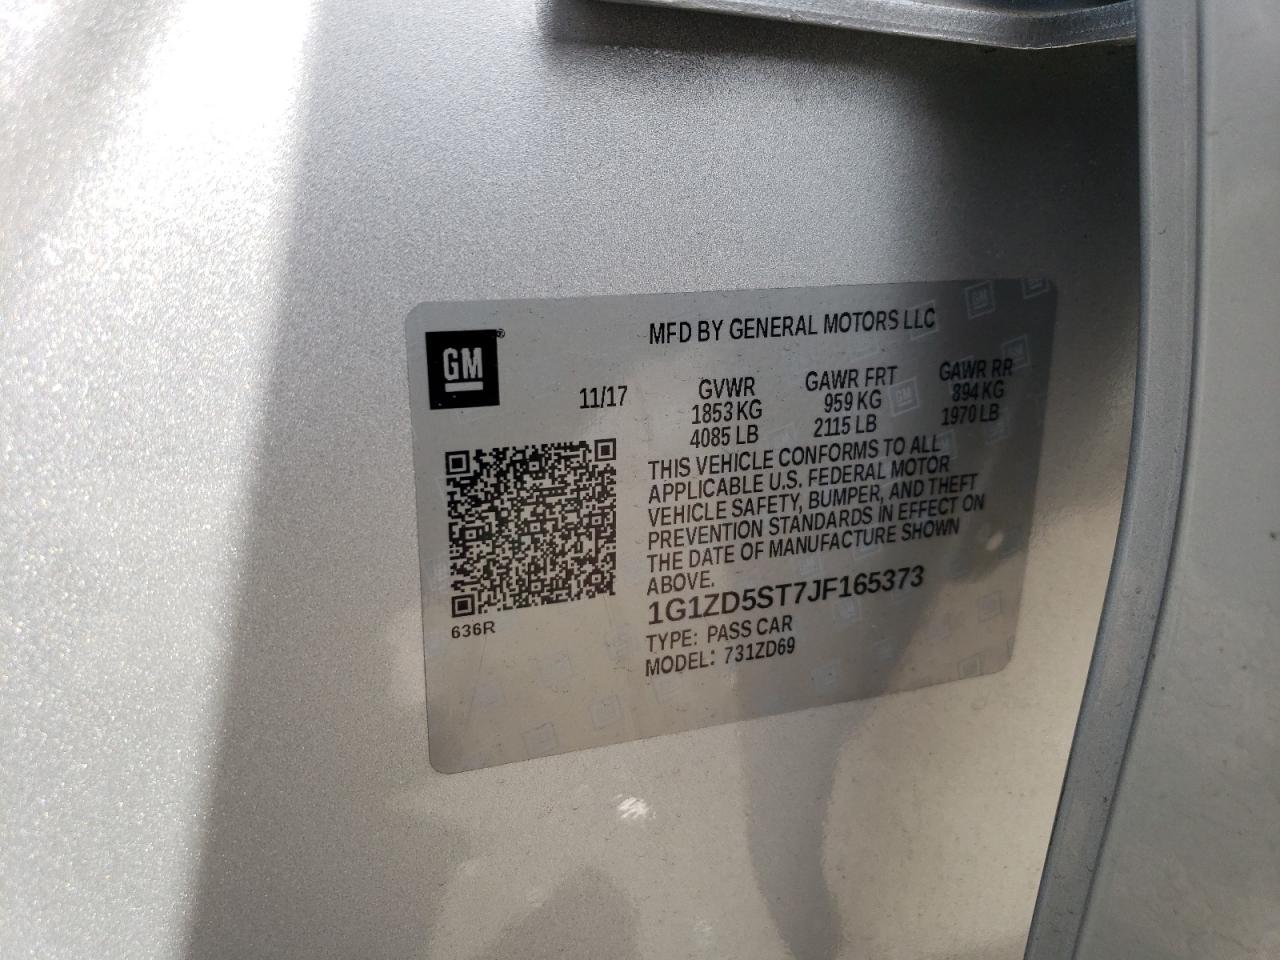 GM®
MFD BY GENERAL MOTORS LLC
11/17
GVWR GAWR FRT GAWR RR
1853 KG 959 KG 894 KG
4085 LB 2115 LB 1970 LB
THIS VEHICLE CONFORMS TO ALL
APPLICABLE U.S. FEDERAL MOTOR
VEHICLE SAFETY, BUMPER, AND THEFT
PREVENTION STANDARDS IN EFFECT ON
THE DATE OF MANUFACTURE SHOWN
ABOVE.
1G1ZD5ST7JF165373
TYPE: PASS CAR
MODEL: 731ZD69
636R